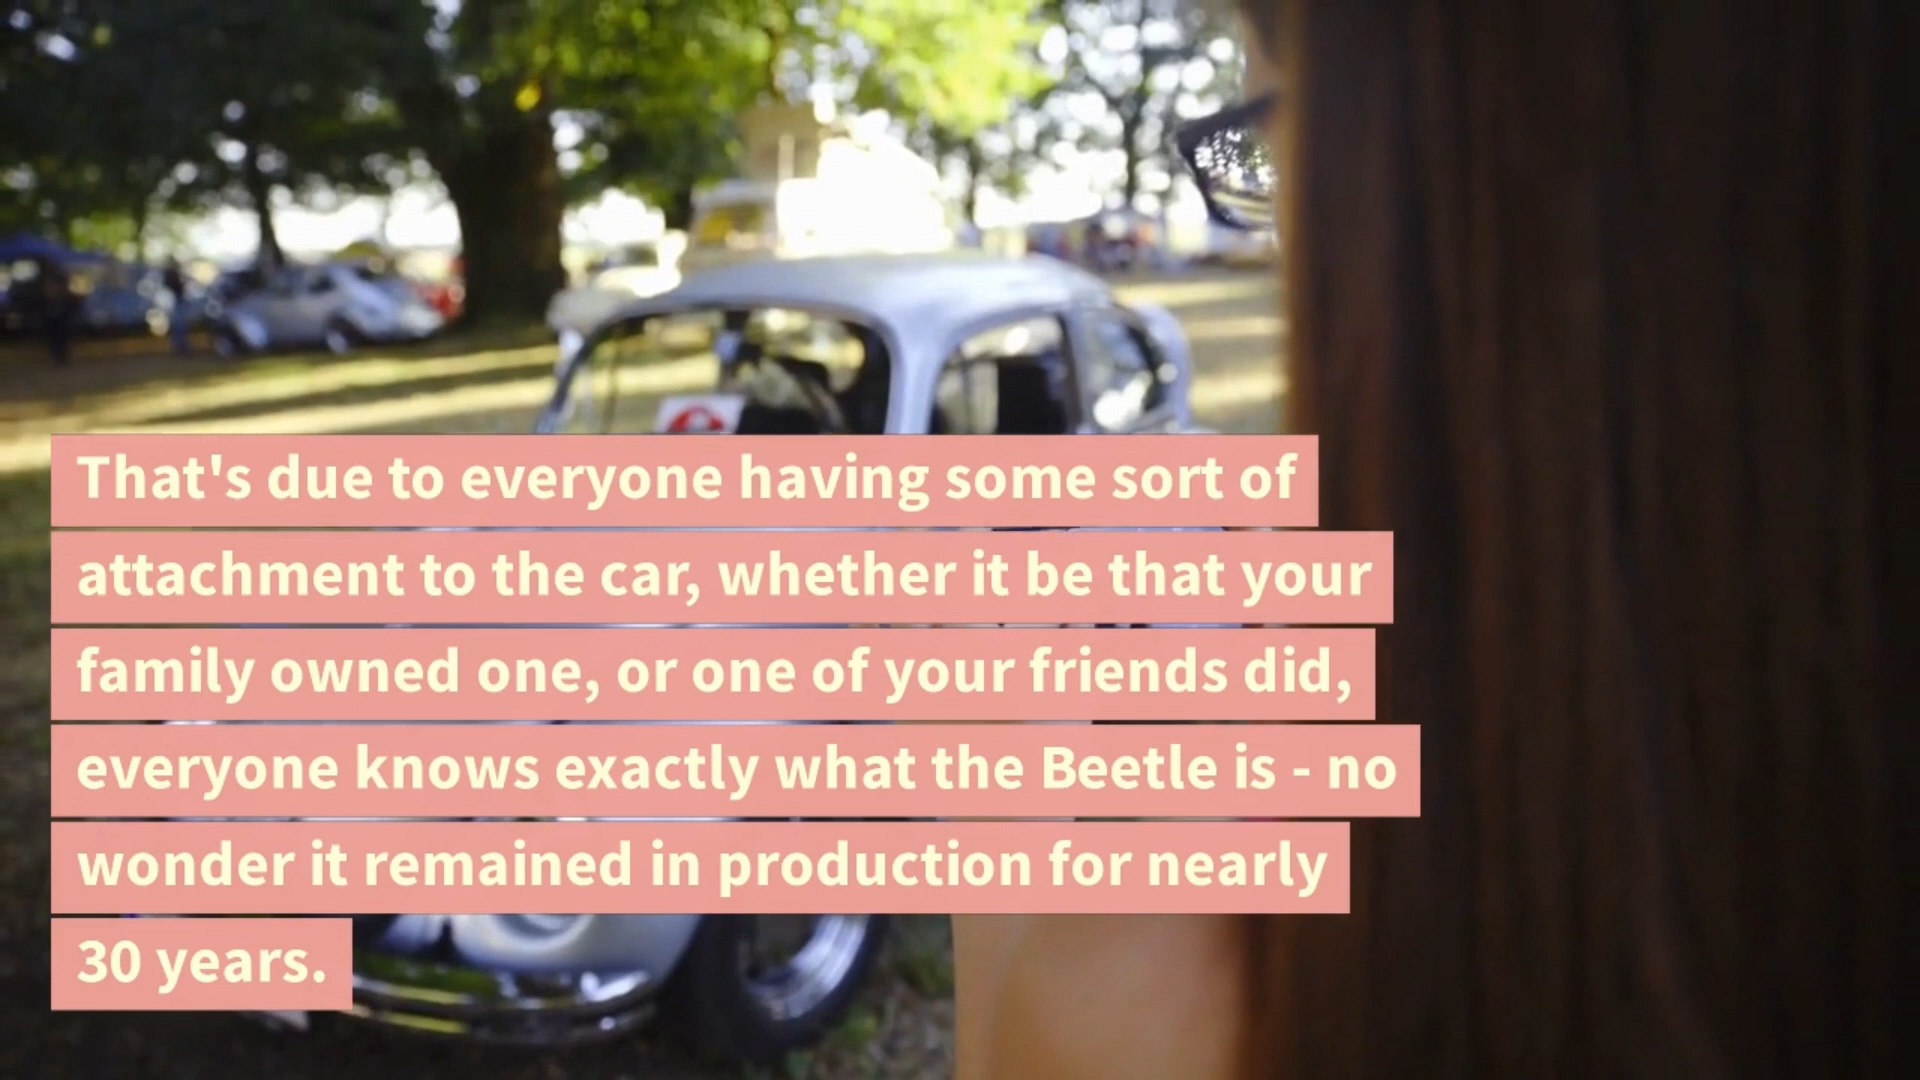 That's due to everyone having some sort of
attachment to the car, whether it be that your
family owned one, or one of your friends did,
everyone knows exactly what the Beetle is - no
wonder it remained in production for nearly
30 years.